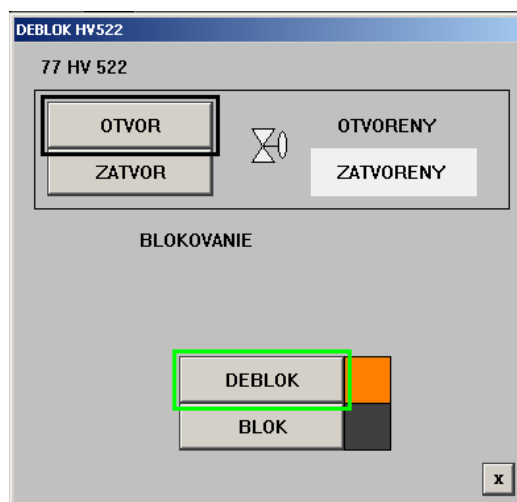 DEBLOK HV522
77 HV 522
OTVOR
OTVORENY
ZATVOR
ZATVORENY
BLOKOVANIE
DEBLOK
BLOK
x